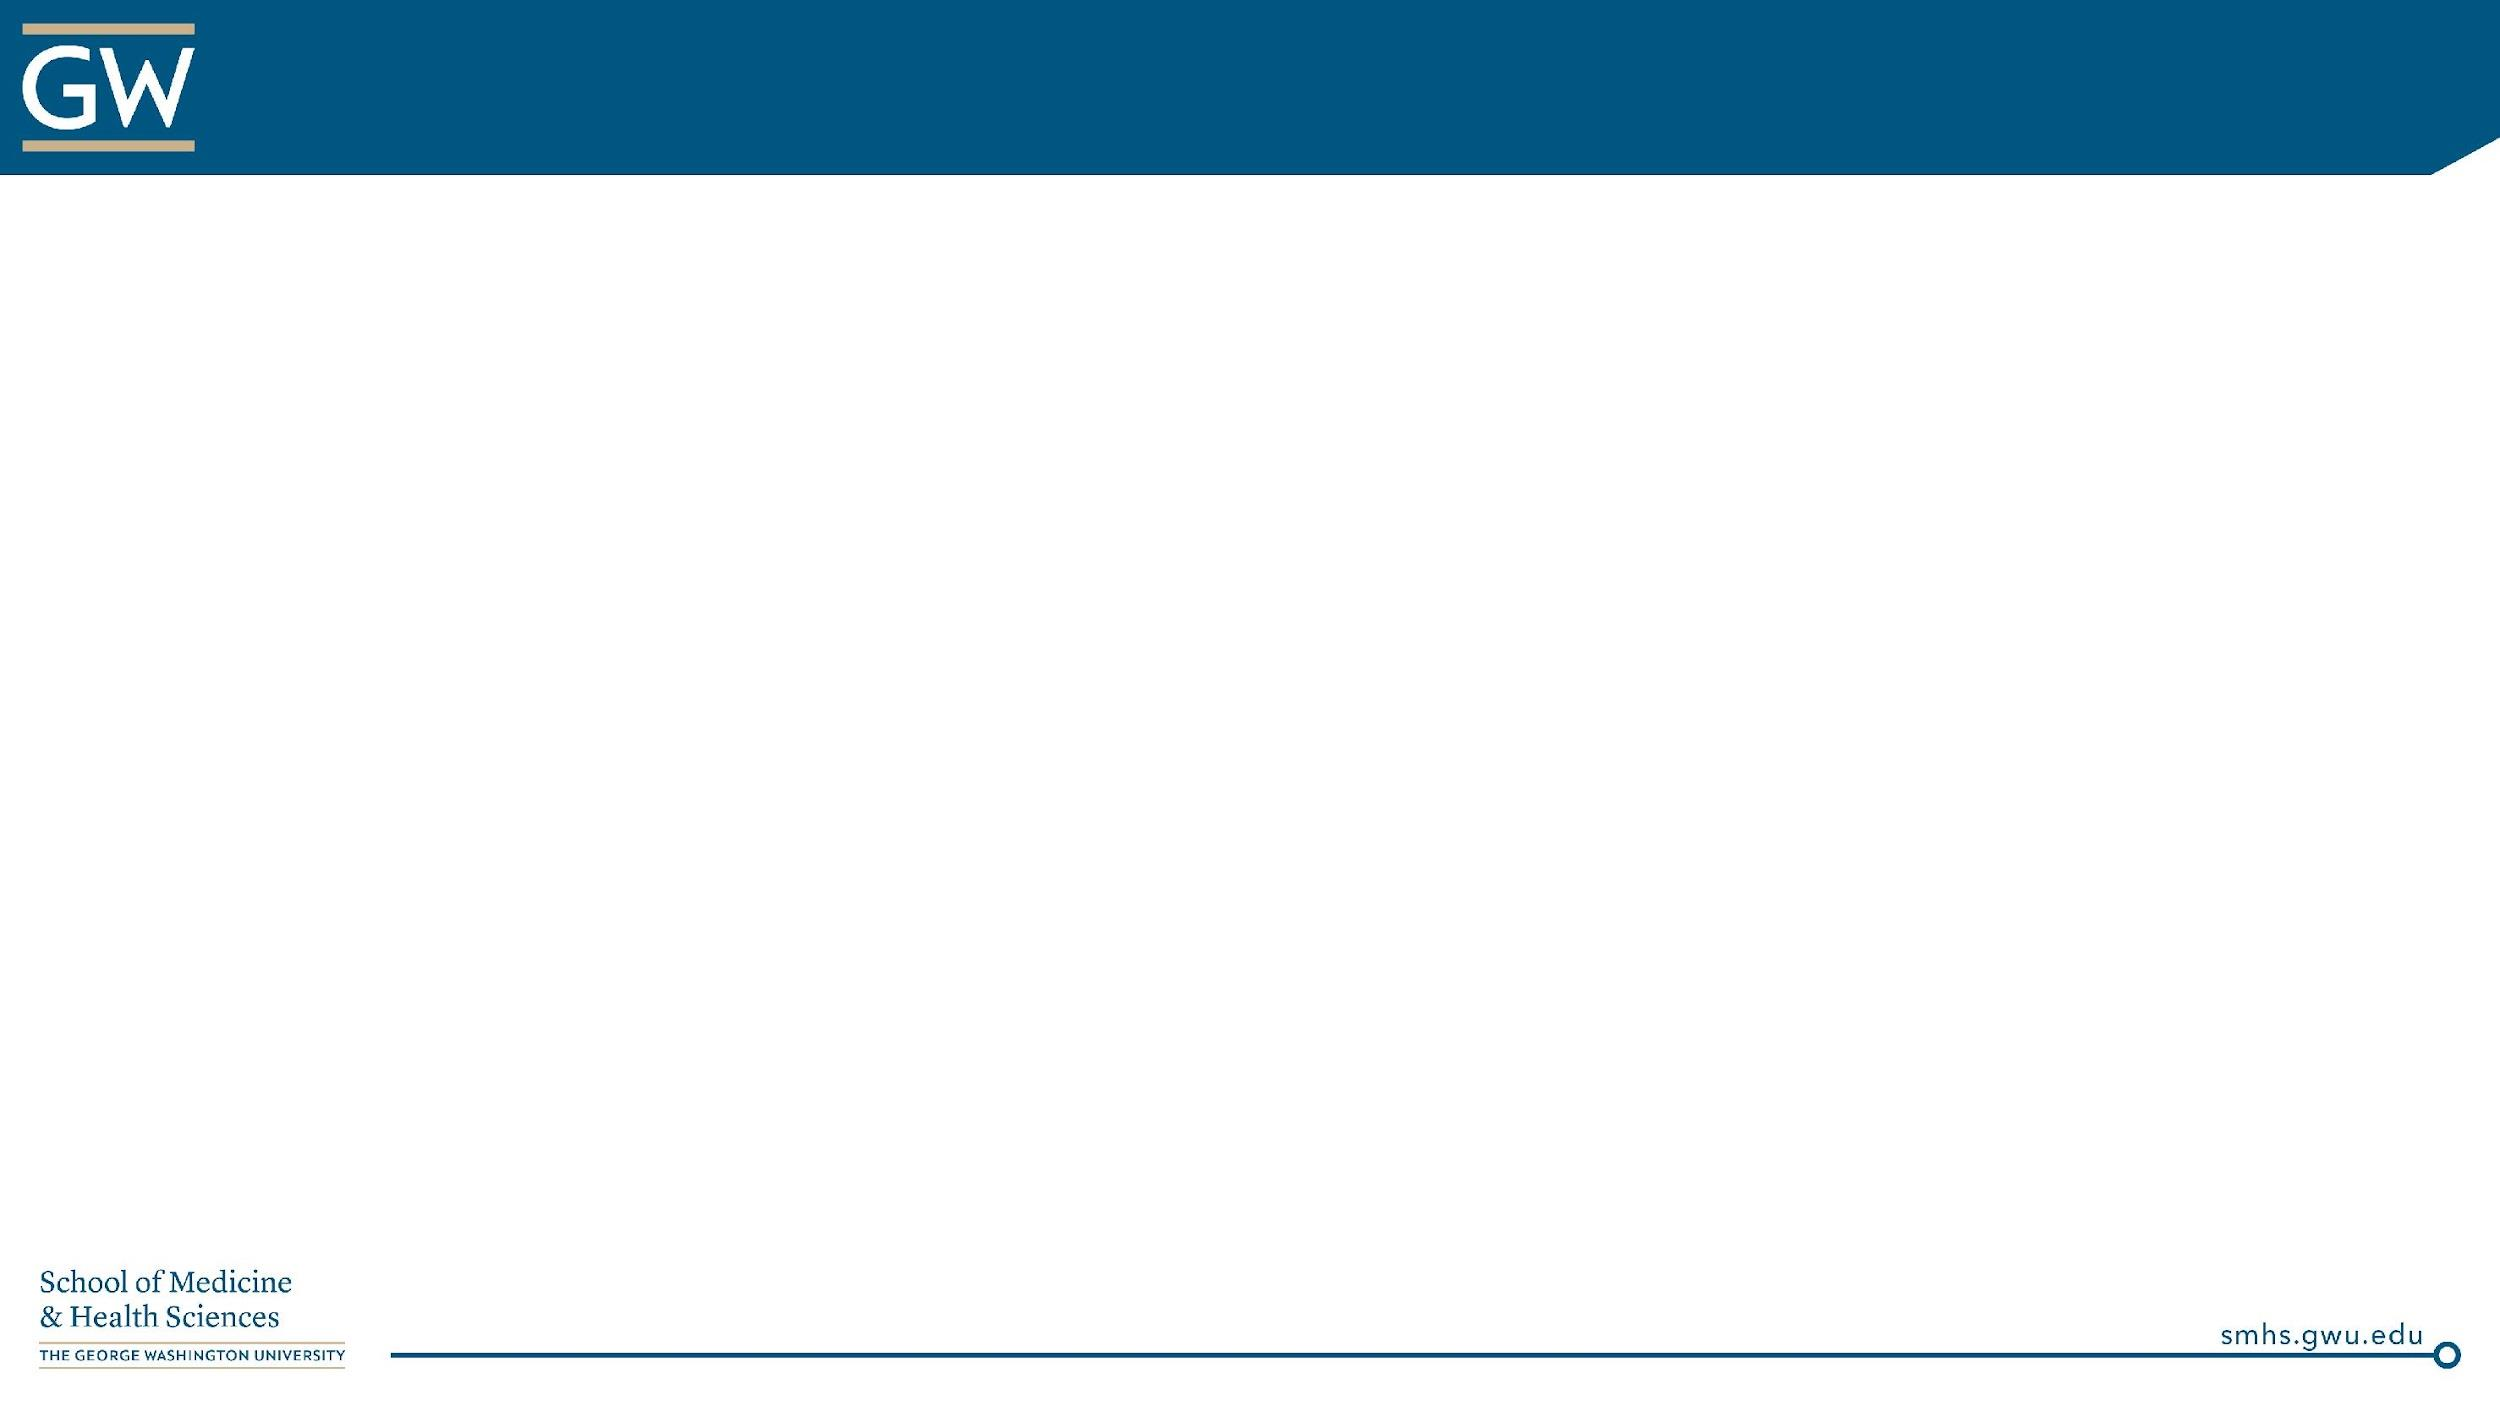 GW
School of Medicine
& Health Sciences
THE GEORGE WASHINGTON UNIVERSITY
smhs.gwu.edu